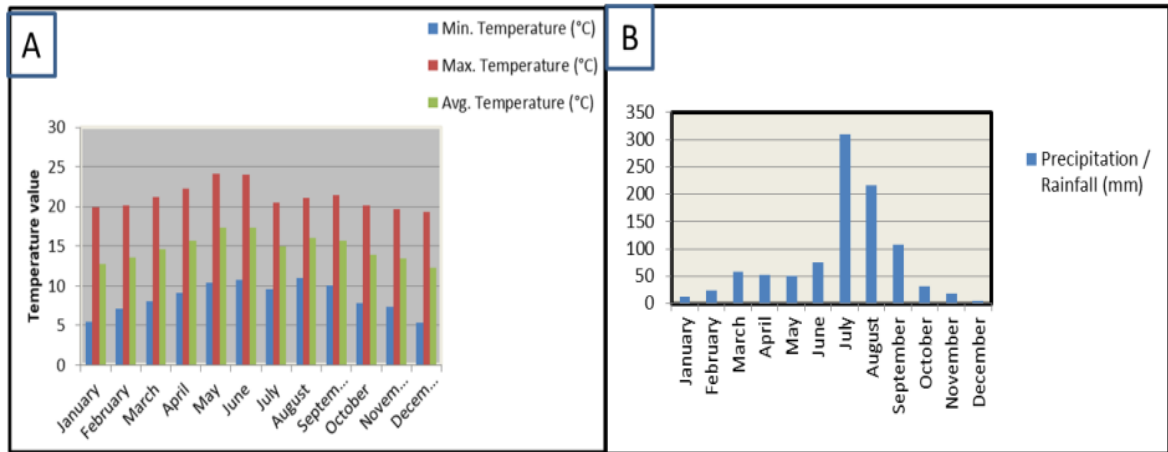 A
Min. Temperature (°C)
Max. Temperature (°C)
Avg. Temperature (°C)
Temperature value
30
25
20
15
10
5
0
January
February
March
April
May
June
July
August
Septem...
October
Novem...
Decem...
B
350
300
250
200
150
100
50
0
January
February
March
April
May
June
July
August
September
October
November
December
Precipitation /
Rainfall (mm)